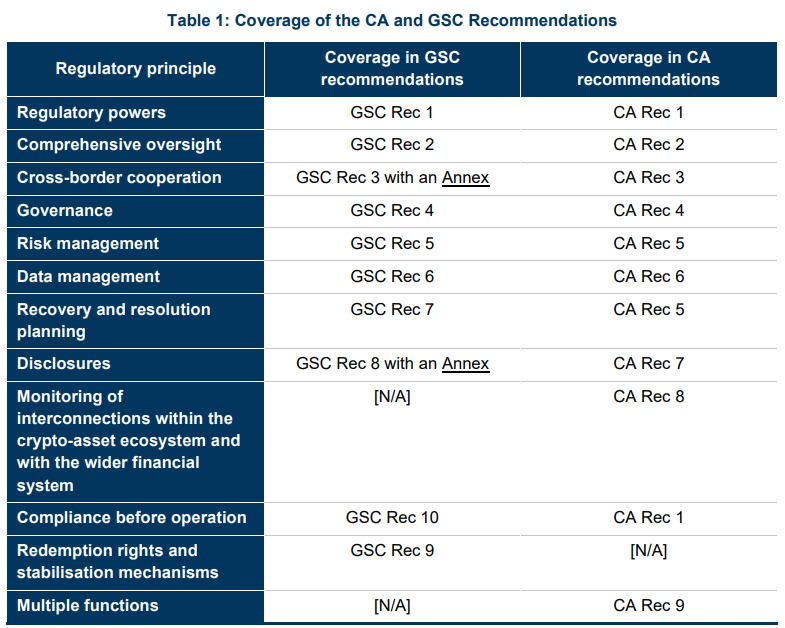 Table 1: Coverage of the CA and GSC Recommendations
Regulatory principle
Coverage in GSC
recommendations
Coverage in CA
recommendations
Regulatory powers
GSC Rec 1
CA Rec 1
Comprehensive oversight
GSC Rec 2
CA Rec 2
Cross-border cooperation
GSC Rec 3 with an Annex
CA Rec 3
Governance
GSC Rec 4
CA Rec 4
Risk management
GSC Rec 5
CA Rec 5
Data management
GSC Rec 6
CA Rec 6
Recovery and resolution
planning
GSC Rec 7
CA Rec 5
Disclosures
GSC Rec 8 with an Annex
CA Rec 7
Monitoring of
interconnections within the
crypto-asset ecosystem and
with the wider financial
system
[N/A]
CA Rec 8
Compliance before operation
GSC Rec 10
CA Rec 1
Redemption rights and
stabilisation mechanisms
GSC Rec 9
[N/A]
Multiple functions
[N/A]
CA Rec 9